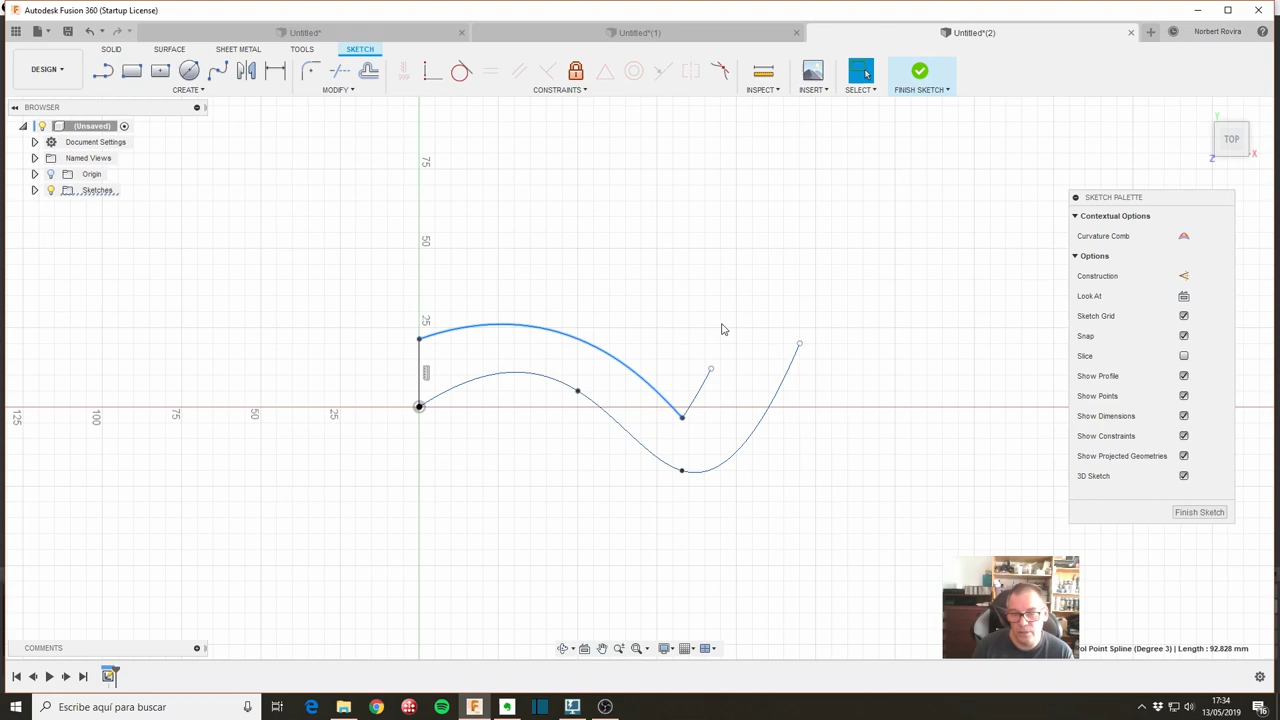 Autodesk Fusion 360 (Startup License)
Untitled*
Untitled*(1)
Untitled*(2)
Norbert Rovira
SOLID
SURFACE
SHEET METAL
TOOLS
SKETCH
DESIGN
CREATE
MODIFY
CONSTRAINTS
INSPECT
INSERT
SELECT
FINISH SKETCH
BROWSER
(Unsaved)
Document Settings
Named Views
Origin
Sketches
75
50
25
125
100
75
50
25
TOP
Y
X
Z
SKETCH PALETTE
Contextual Options
Curvature Comb
Options
Construction
Look At
Sketch Grid
Snap
Slice
Show Profile
Show Points
Show Dimensions
Show Constraints
Show Projected Geometries
3D Sketch
Finish Sketch
Point Spline (Degree 3) | Length : 92.828 mm
COMMENTS
Escribe aquí para buscar
17:34
13/05/2019
16